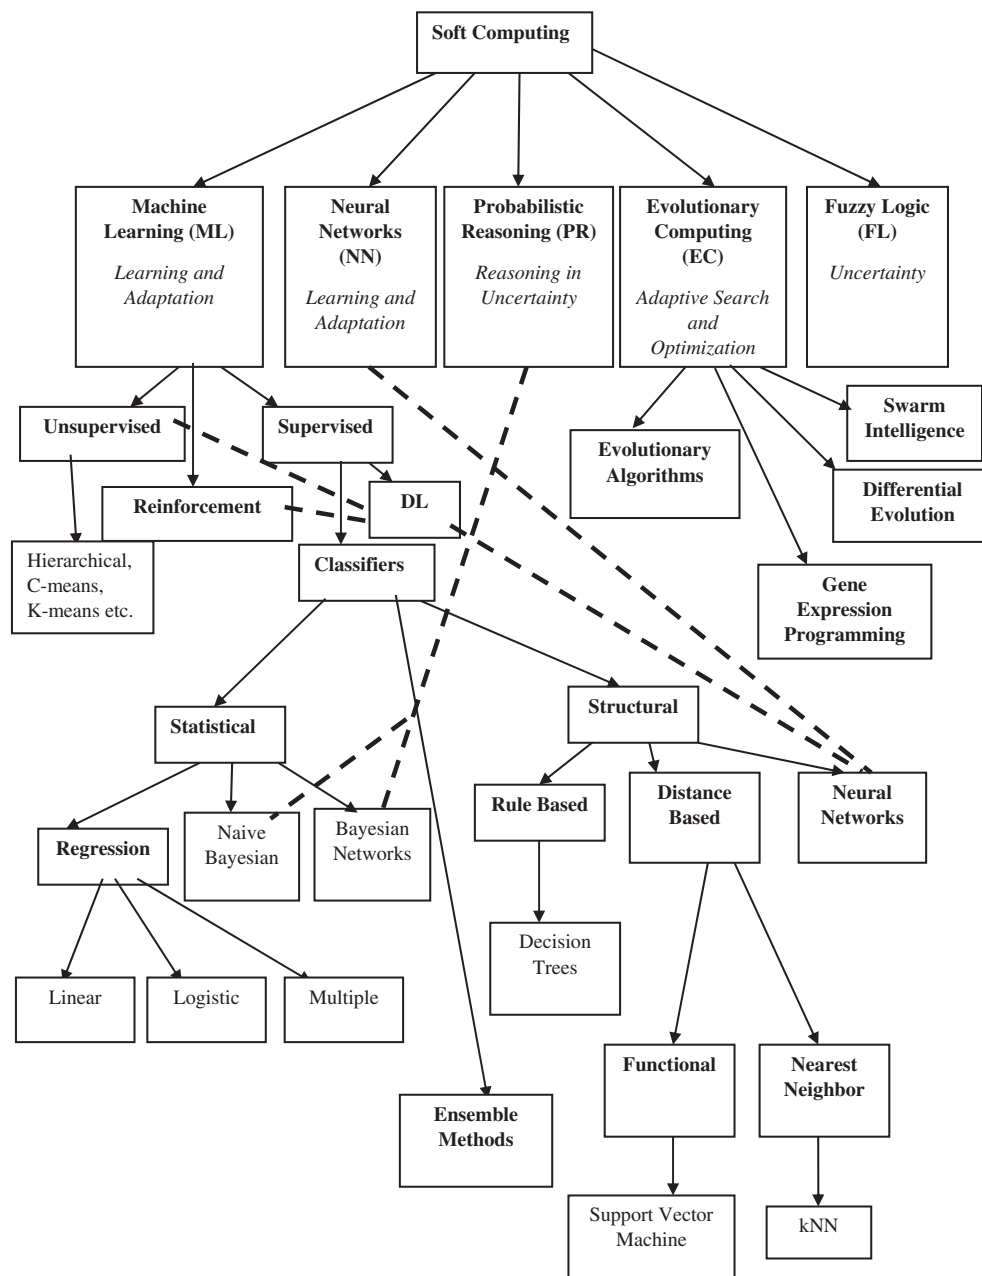 Soft Computing
Machine
Learning (ML)
Learning and
Adaptation
Neural
Networks
(NN)
Learning and
Adaptation
Probabilistic
Reasoning (PR)
Reasoning in
Uncertainty
Evolutionary
Computing
(EC)
Adaptive Search
and
Optimization
Fuzzy Logic
(FL)
Uncertainty
Unsupervised
Supervised
Swarm
Intelligence
Evolutionary
Algorithms
Reinforcement
DL
Differential
Evolution
Hierarchical,
C-means,
K-means etc.
Classifiers
Gene
Expression
Programming
Statistical
Structural
Regression
Naive
Bayesian
Bayesian
Networks
Rule Based
Distance
Based
Neural
Networks
Linear
Logistic
Multiple
Decision
Trees
Functional
Nearest
Neighbor
Ensemble
Methods
Support Vector
Machine
kNN